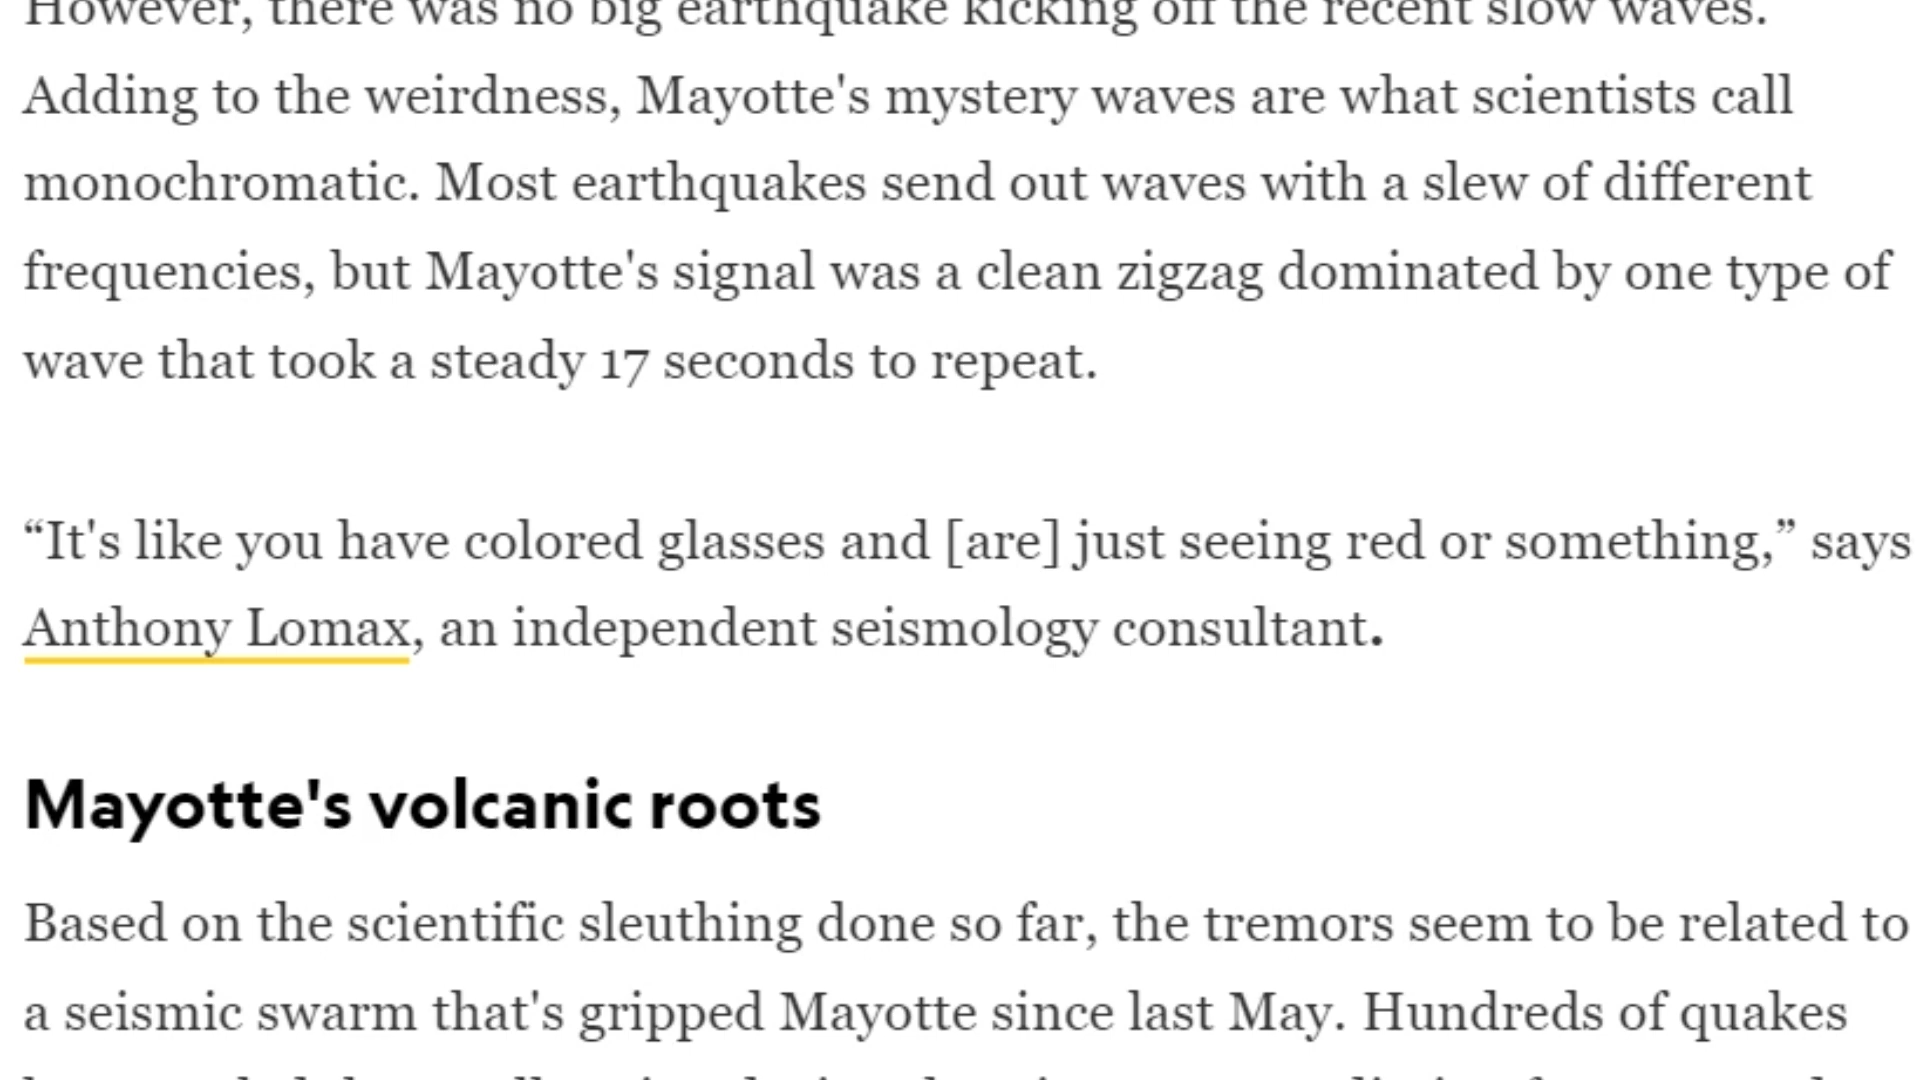 However, there was no big earthquake kicking off the recent slow waves.
Adding to the weirdness, Mayotte's mystery waves are what scientists call
monochromatic. Most earthquakes send out waves with a slew of different
frequencies, but Mayotte's signal was a clean zigzag dominated by one type of
wave that took a steady 17 seconds to repeat.
“It's like you have colored glasses and [are] just seeing red or something,” says
Anthony Lomax, an independent seismology consultant.
Mayotte's volcanic roots
Based on the scientific sleuthing done so far, the tremors seem to be related to
a seismic swarm that's gripped Mayotte since last May. Hundreds of quakes